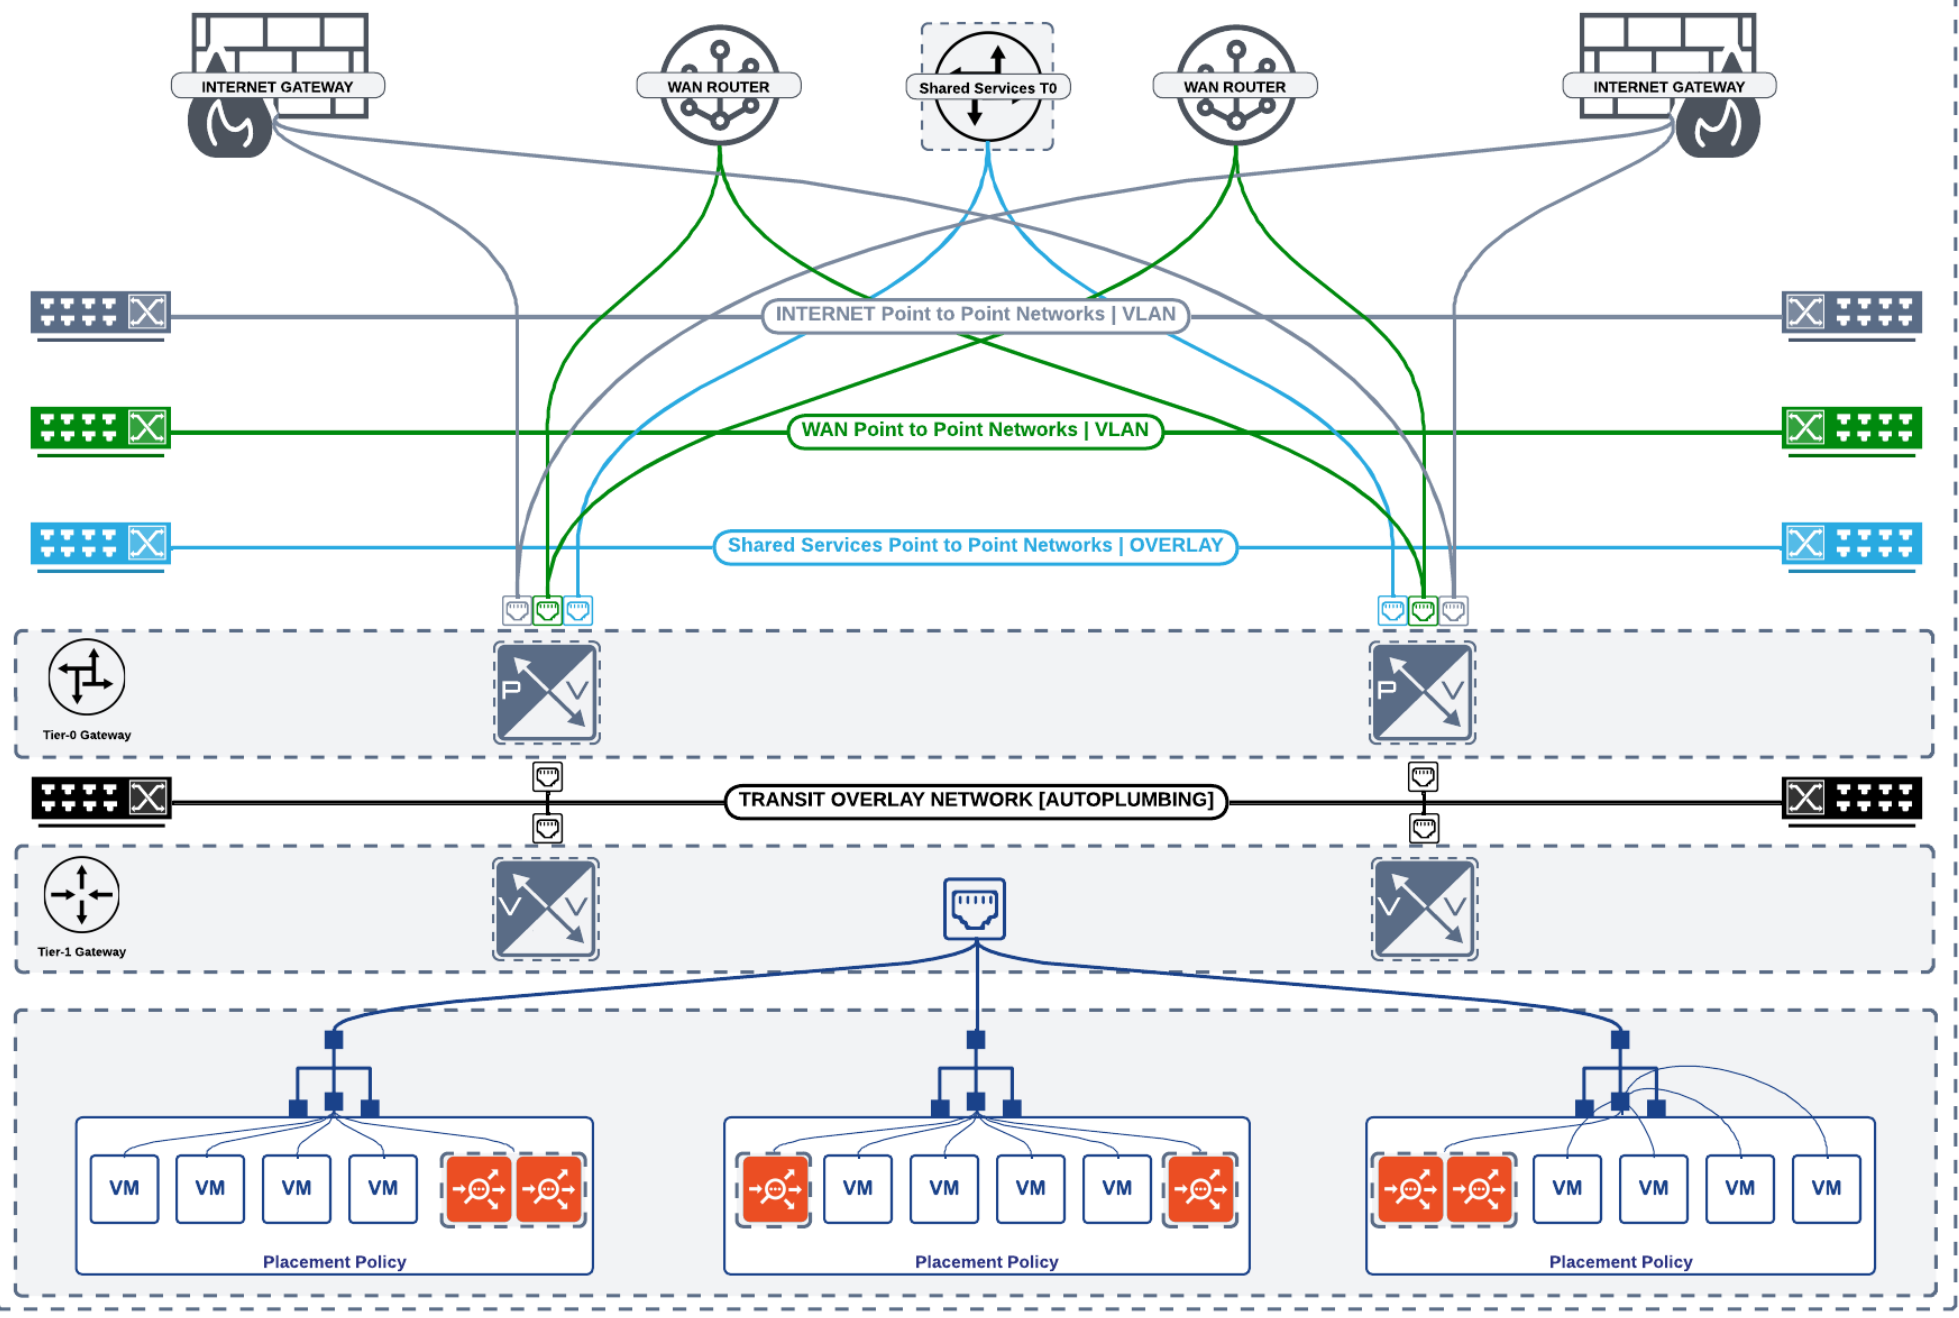 INTERNET GATEWAY
WAN ROUTER
Shared Services T0
WAN ROUTER
INTERNET GATEWAY
INTERNET Point to Point Networks | VLAN
WAN Point to Point Networks | VLAN
Shared Services Point to Point Networks | OVERLAY
P V
P V
Tier-0 Gateway
TRANSIT OVERLAY NETWORK [AUTOPLUMBING]
V V
V V
Tier-1 Gateway
VM VM VM VM
VM VM VM VM
VM VM VM VM
Placement Policy
Placement Policy
Placement Policy